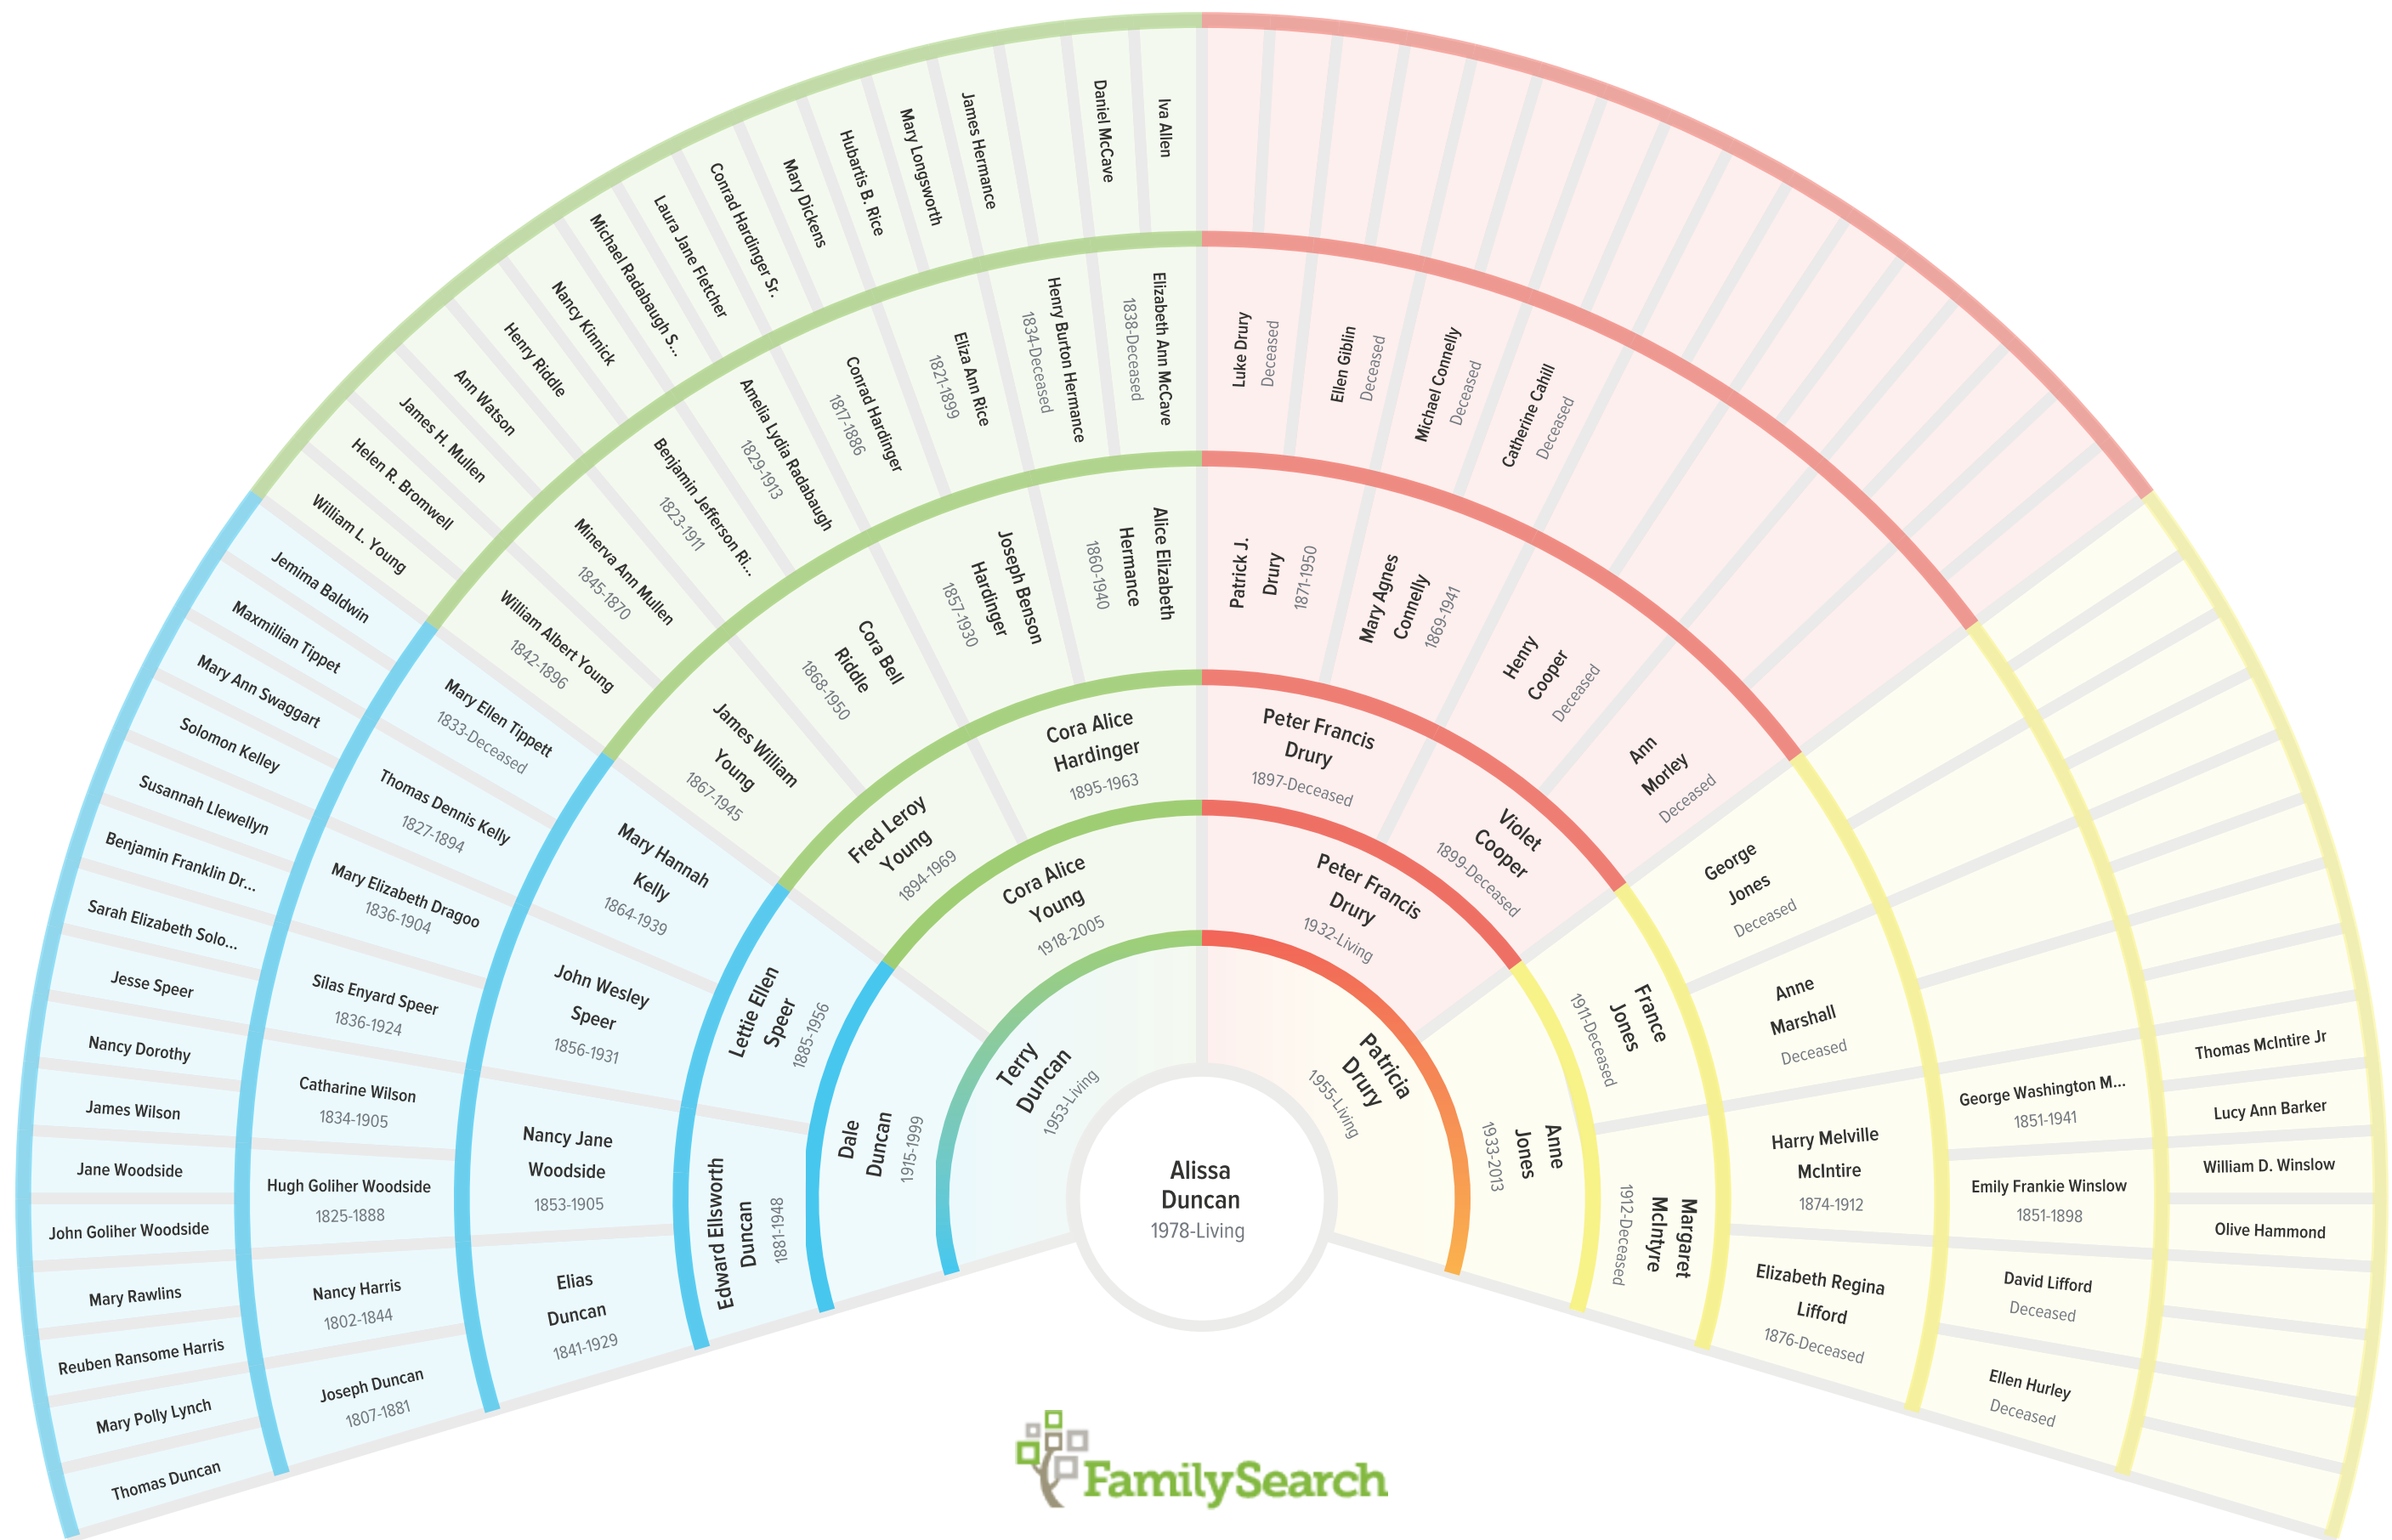 Alissa
Duncan
1978-Living
Terry
Duncan
1953-Living
Patricia
Drury
1955-Living
Dale
Duncan
1915-1999
Cora Alice
Young
1918-2005
Peter Francis
Drury
1932-Living
Anne
Jones
1933-2013
Edward Ellsworth
Duncan
1881-1948
Lettie Ellen
Speer
1885-1956
Fred Leroy
Young
1894-1969
Cora Alice
Hardinger
1895-1963
Peter Francis
Drury
1897-Deceased
Violet
Cooper
1899-Deceased
France
Jones
1911-Deceased
Margaret
McIntyre
1912-Deceased
Elias
Duncan
1841-1929
Nancy Jane
Woodside
1853-1905
John Wesley
Speer
1856-1931
Mary Hannah
Kelly
1864-1939
James William
Young
1867-1945
Cora Bell
Riddle
1868-1950
Joseph Benson
Hardinger
1857-1930
Alice Elizabeth
Hermance
1860-1940
Patrick J.
Drury
1871-1950
Mary Agnes
Connelly
1869-1941
Henry
Cooper
Deceased
Ann
Morley
Deceased
George
Jones
Deceased
Anne
Marshall
Deceased
Harry Melville
McIntire
1874-1912
Elizabeth Regina
Lifford
1876-Deceased
Joseph Duncan
1807-1881
Nancy Harris
1802-1844
Hugh Goliher Woodside
1825-1888
Catharine Wilson
1834-1905
Silas Enyard Speer
1836-1924
Mary Elizabeth Dragoo
1836-1904
Thomas Dennis Kelly
1827-1894
Mary Ellen Tippett
1833-Deceased
William Albert Young
1842-1896
Minerva Ann Mullen
1845-1870
Benjamin Jefferson Ri...
1823-1911
Amelia Lydia Radabaugh
1829-1913
Conrad Hardinger
1817-1886
Eliza Ann Rice
1821-1899
Henry Burton Hermance
1834-Deceased
Elizabeth Ann McCave
1838-Deceased
Luke Drury
Deceased
Ellen Giblin
Deceased
Michael Connelly
Deceased
Catherine Cahill
Deceased
George Washington M...
1851-1941
Emily Frankie Winslow
1851-1898
David Lifford
Deceased
Ellen Hurley
Deceased
Thomas Duncan
Mary Polly Lynch
Reuben Ransome Harris
Mary Rawlins
John Goliher Woodside
Jane Woodside
James Wilson
Nancy Dorothy
Jesse Speer
Sarah Elizabeth Solo...
Benjamin Franklin Dr...
Susannah Llewellyn
Solomon Kelley
Mary Ann Swaggart
Maxmillian Tippet
Jemima Baldwin
William L. Young
Helen R. Bromwell
James H. Mullen
Ann Watson
Henry Riddle
Nancy Kinnick
Michael Radabaugh S...
Laura Jane Fletcher
Conrad Hardinger Sr.
Mary Dickens
Hubartis B. Rice
Mary Longsworth
James Hermance
Daniel McCave
Iva Allen
Thomas McIntire Jr
Lucy Ann Barker
William D. Winslow
Olive Hammond
FamilySearch